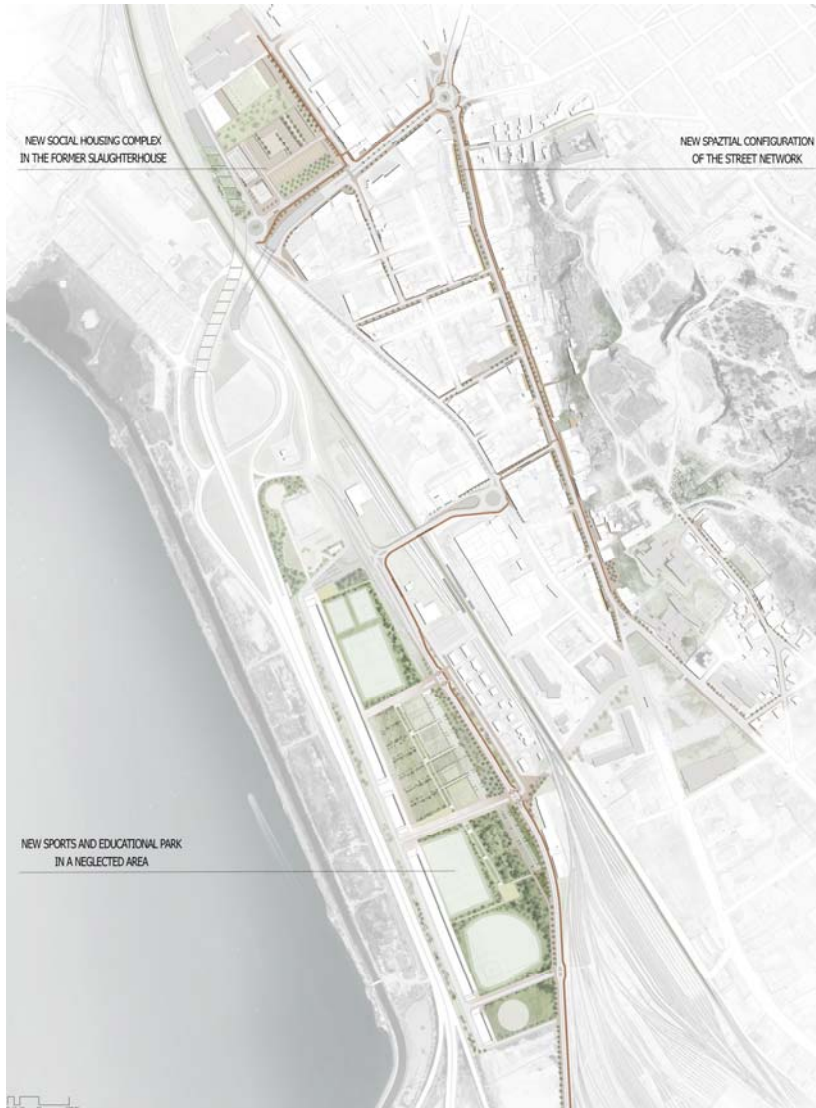 NEW SOCIAL HOUSING COMPLEX
IN THE FORMER SLAUGHTERHOUSE
NEW SPAZTIAL CONFIGURATION
OF THE STREET NETWORK
NEW SPORTS AND EDUCATIONAL PARK
IN A NEGLECTED AREA